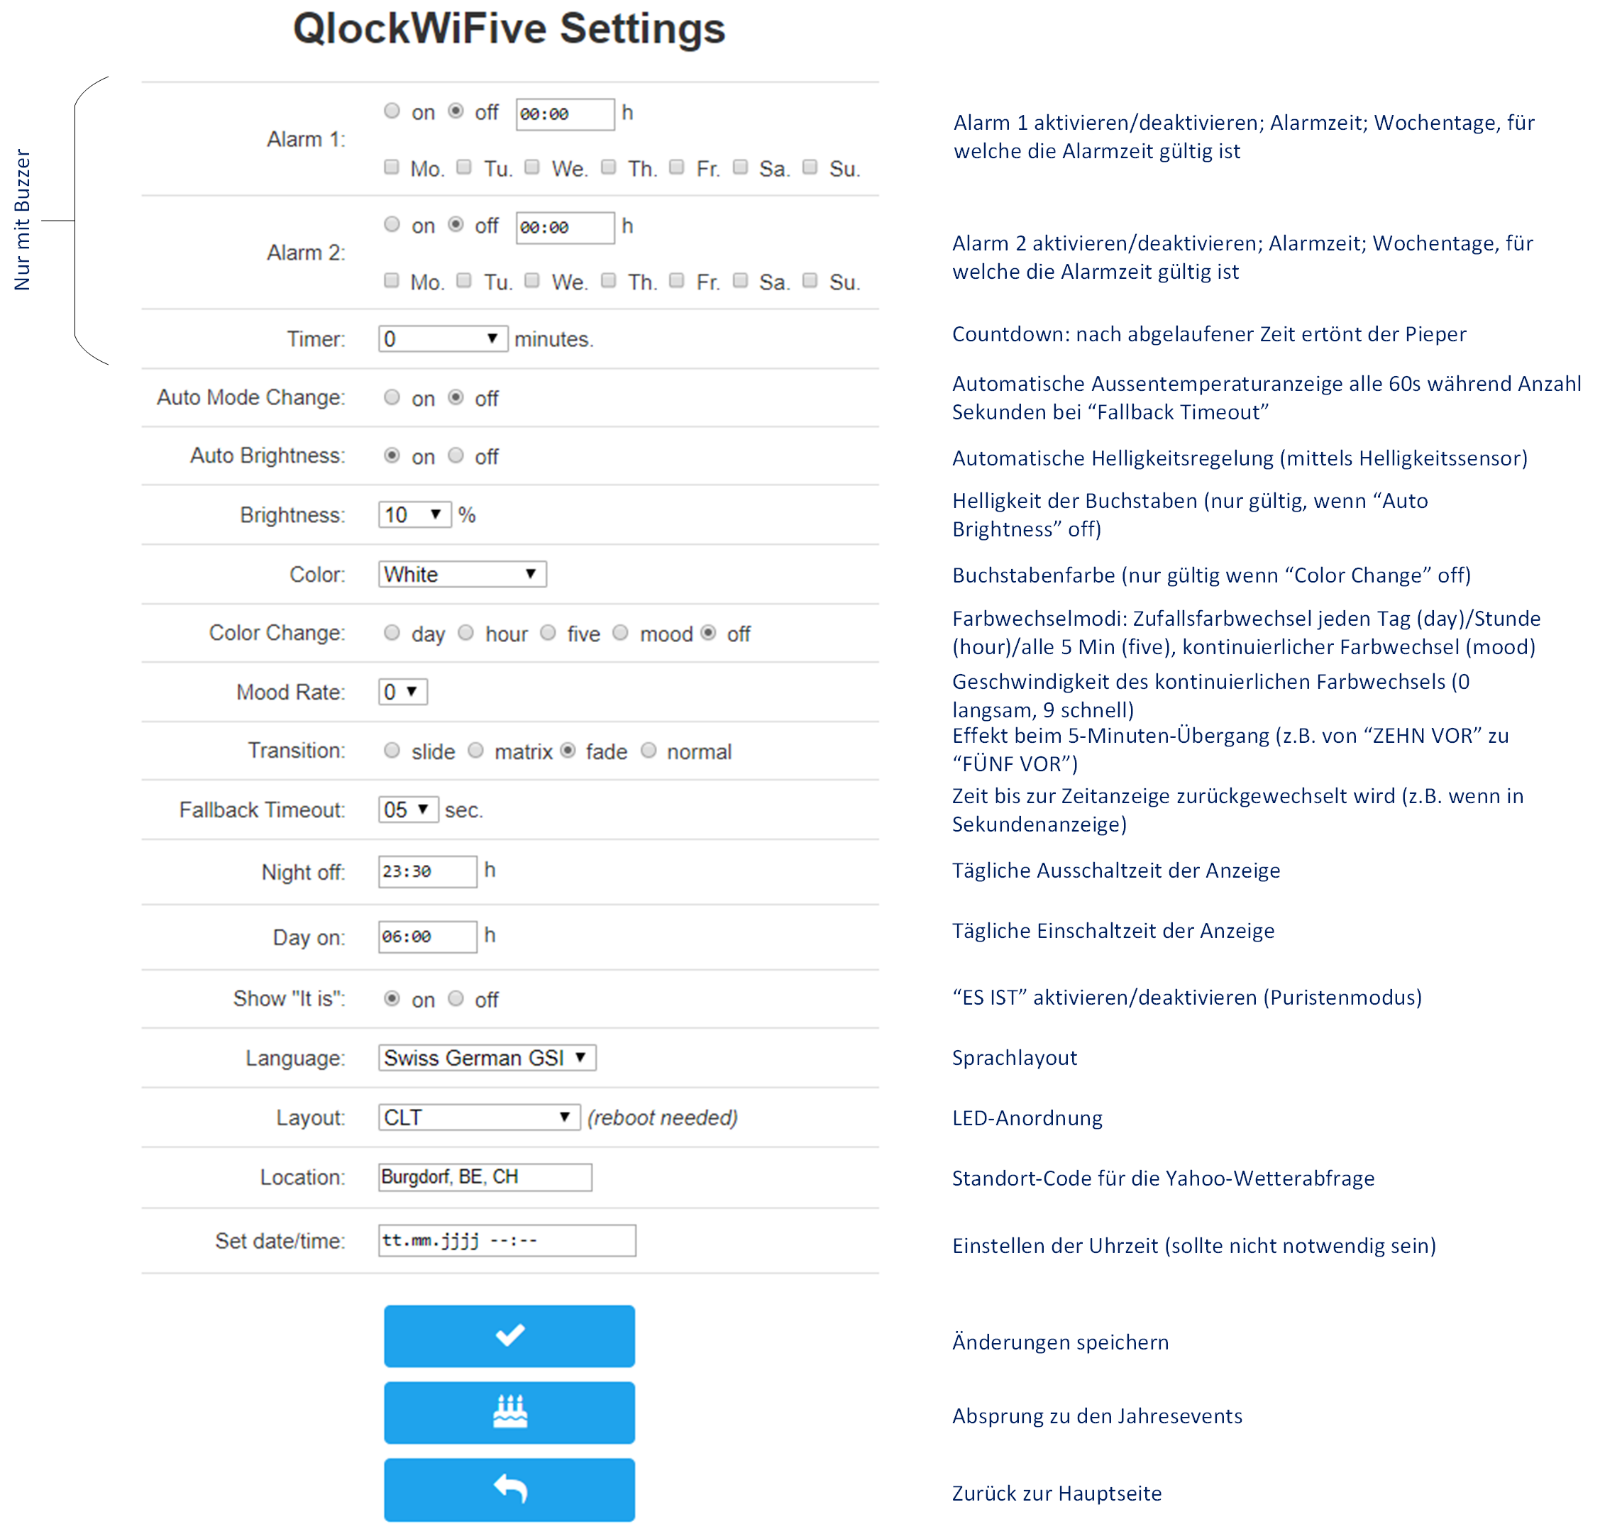 QlockWiFive Settings
Nur mit Buzzer
Alarm 1:
on off 00:00 h
Mo. Tu. We. Th. Fr. Sa. Su.
Alarm 1 aktivieren/deaktivieren; Alarmzeit; Wochentage, für
welche die Alarmzeit gültig ist
Alarm 2:
on off 00:00 h
Mo. Tu. We. Th. Fr. Sa. Su.
Alarm 2 aktivieren/deaktivieren; Alarmzeit; Wochentage, für
welche die Alarmzeit gültig ist
Timer: 0 minutes.
Countdown: nach abgelaufener Zeit ertönt der Pieper
Auto Mode Change: on off
Automatische Aussentemperaturanzeige alle 60s während Anzahl
Sekunden bei “Fallback Timeout”
Auto Brightness: on off
Automatische Helligkeitsregelung (mittels Helligkeitssensor)
Brightness: 10 %
Helligkeit der Buchstaben (nur gültig, wenn “Auto
Brightness” off)
Color: White
Buchstabenfarbe (nur gültig wenn “Color Change” off)
Color Change: day hour five mood off
Farbwechselmodi: Zufallsfarbwechsel jeden Tag (day)/Stunde
(hour)/alle 5 Min (five), kontinuierlicher Farbwechsel (mood)
Mood Rate: 0
Geschwindigkeit des kontinuierlichen Farbwechsels (0
langsam, 9 schnell)
Transition: slide matrix fade normal
Effekt beim 5-Minuten-Übergang (z.B. von “ZEHN VOR” zu
“FÜNF VOR”)
Fallback Timeout: 05 sec.
Zeit bis zur Zeitanzeige zurückgewechselt wird (z.B. wenn in
Sekundenanzeige)
Night off: 23:30 h
Tägliche Ausschaltzeit der Anzeige
Day on: 06:00 h
Tägliche Einschaltzeit der Anzeige
Show "It is": on off
“ES IST” aktivieren/deaktivieren (Puristenmodus)
Language: Swiss German GSI
Sprachlayout
Layout: CLT (reboot needed)
LED-Anordnung
Location: Burgdorf, BE, CH
Standort-Code für die Yahoo-Wetterabfrage
Set date/time: tt.mm.jjjj --:--
Einstellen der Uhrzeit (sollte nicht notwendig sein)
Änderungen speichern
Absprung zu den Jahresevents
Zurück zur Hauptseite